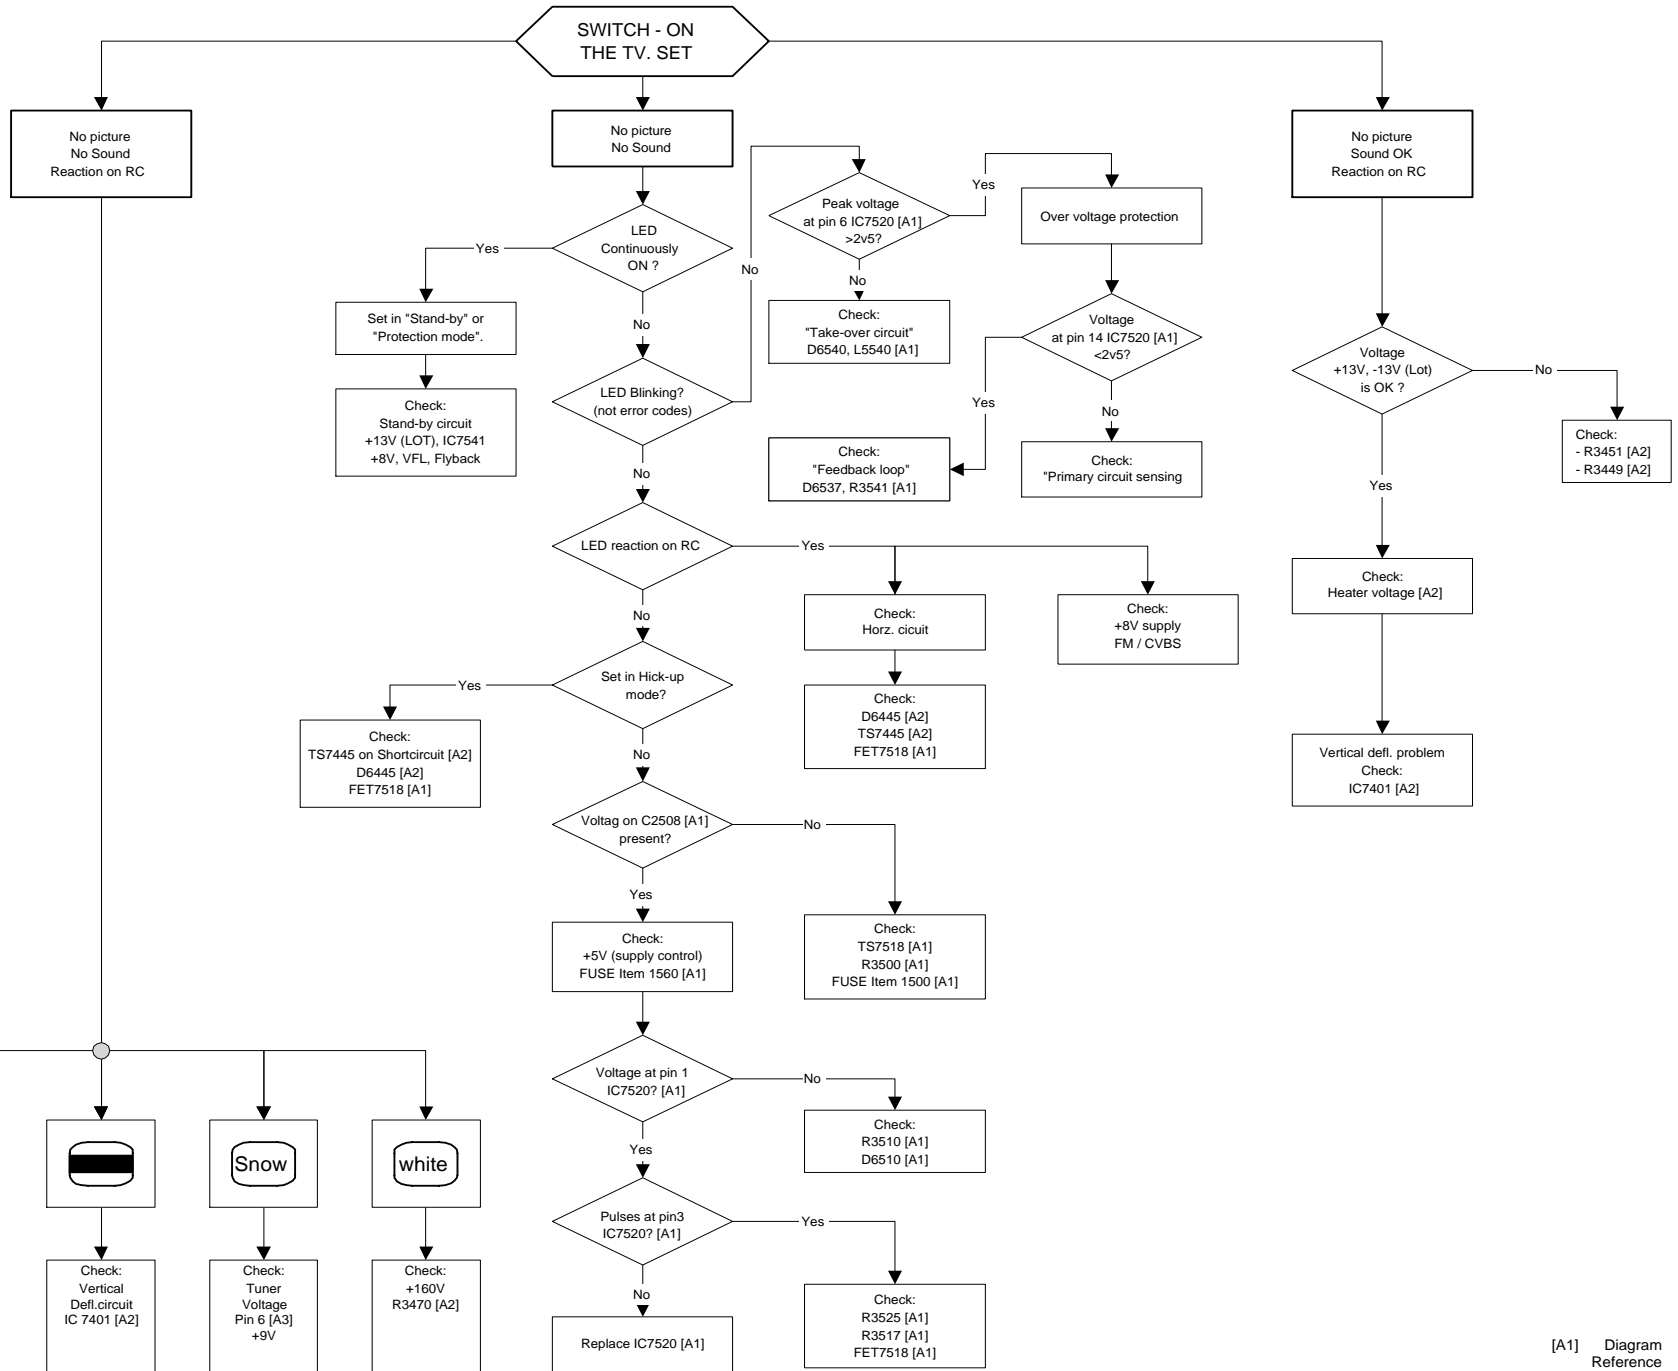 SWITCH - ON
THE TV. SET
No picture
No Sound
Reaction on RC
No picture
No Sound
LED
Continuously
ON ?
Yes
Set in "Stand-by" or
"Protection mode".
Check:
Stand-by circuit
+13V (LOT), IC7541
+8V, VFL, Flyback
No
LED Blinking?
(not error codes)
No
Peak voltage
at pin 6 IC7520 [A1]
>2v5?
Yes
Over voltage protection
No
Check:
"Take-over circuit"
D6540, L5540 [A1]
Voltage
at pin 14 IC7520 [A1]
<2v5?
Yes
Check:
"Feedback loop"
D6537, R3541 [A1]
No
Check:
"Primary circuit sensing
No
LED reaction on RC
Yes
Check:
Horz. cicuit
Check:
D6445 [A2]
TS7445 [A2]
FET7518 [A1]
Check:
+8V supply
FM / CVBS
No
Set in Hick-up
mode?
Yes
Check:
TS7445 on Shortcircuit [A2]
D6445 [A2]
FET7518 [A1]
No
Voltag on C2508 [A1]
present?
No
Check:
TS7518 [A1]
R3500 [A1]
FUSE Item 1500 [A1]
Yes
Check:
+5V (supply control)
FUSE Item 1560 [A1]
Voltage at pin 1
IC7520? [A1]
No
Check:
R3510 [A1]
D6510 [A1]
Yes
Pulses at pin3
IC7520? [A1]
Yes
Check:
R3525 [A1]
R3517 [A1]
FET7518 [A1]
No
Replace IC7520 [A1]
No picture
Sound OK
Reaction on RC
Voltage
+13V, -13V (Lot)
is OK ?
No
Check:
- R3451 [A2]
- R3449 [A2]
Yes
Check:
Heater voltage [A2]
Vertical defl. problem
Check:
IC7401 [A2]
Snow
white
Check:
Vertical
Defl.circuit
IC 7401 [A2]
Check:
Tuner
Voltage
Pin 6 [A3]
+9V
Check:
+160V
R3470 [A2]
[A1] Diagram
Reference